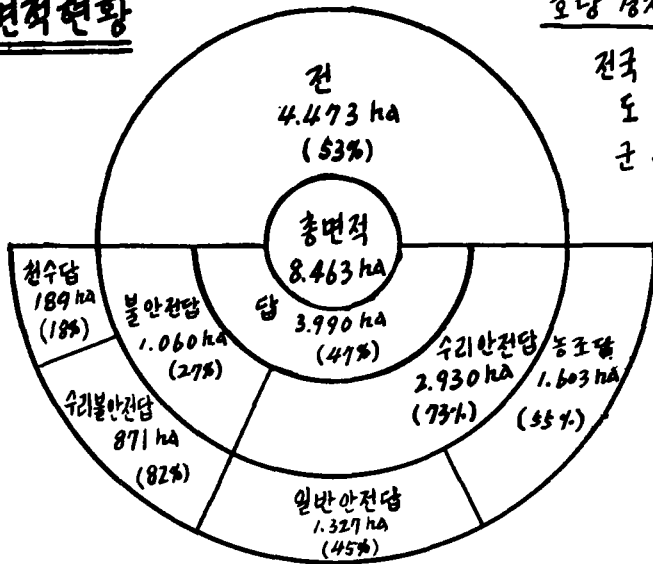 면적현황
호당 경지
전국
도
군
전
4.473 ha
(53%)
총면적
8.463 ha
답
3.990 ha
(47%)
천수답
189 ha
(18%)
불안전답
1.060 ha
(27%)
수리안전답
2.930 ha
(73%)
농조답
1.603 ha
(55%)
수리불안전답
871 ha
(82%)
일반안전답
1.327 ha
(45%)